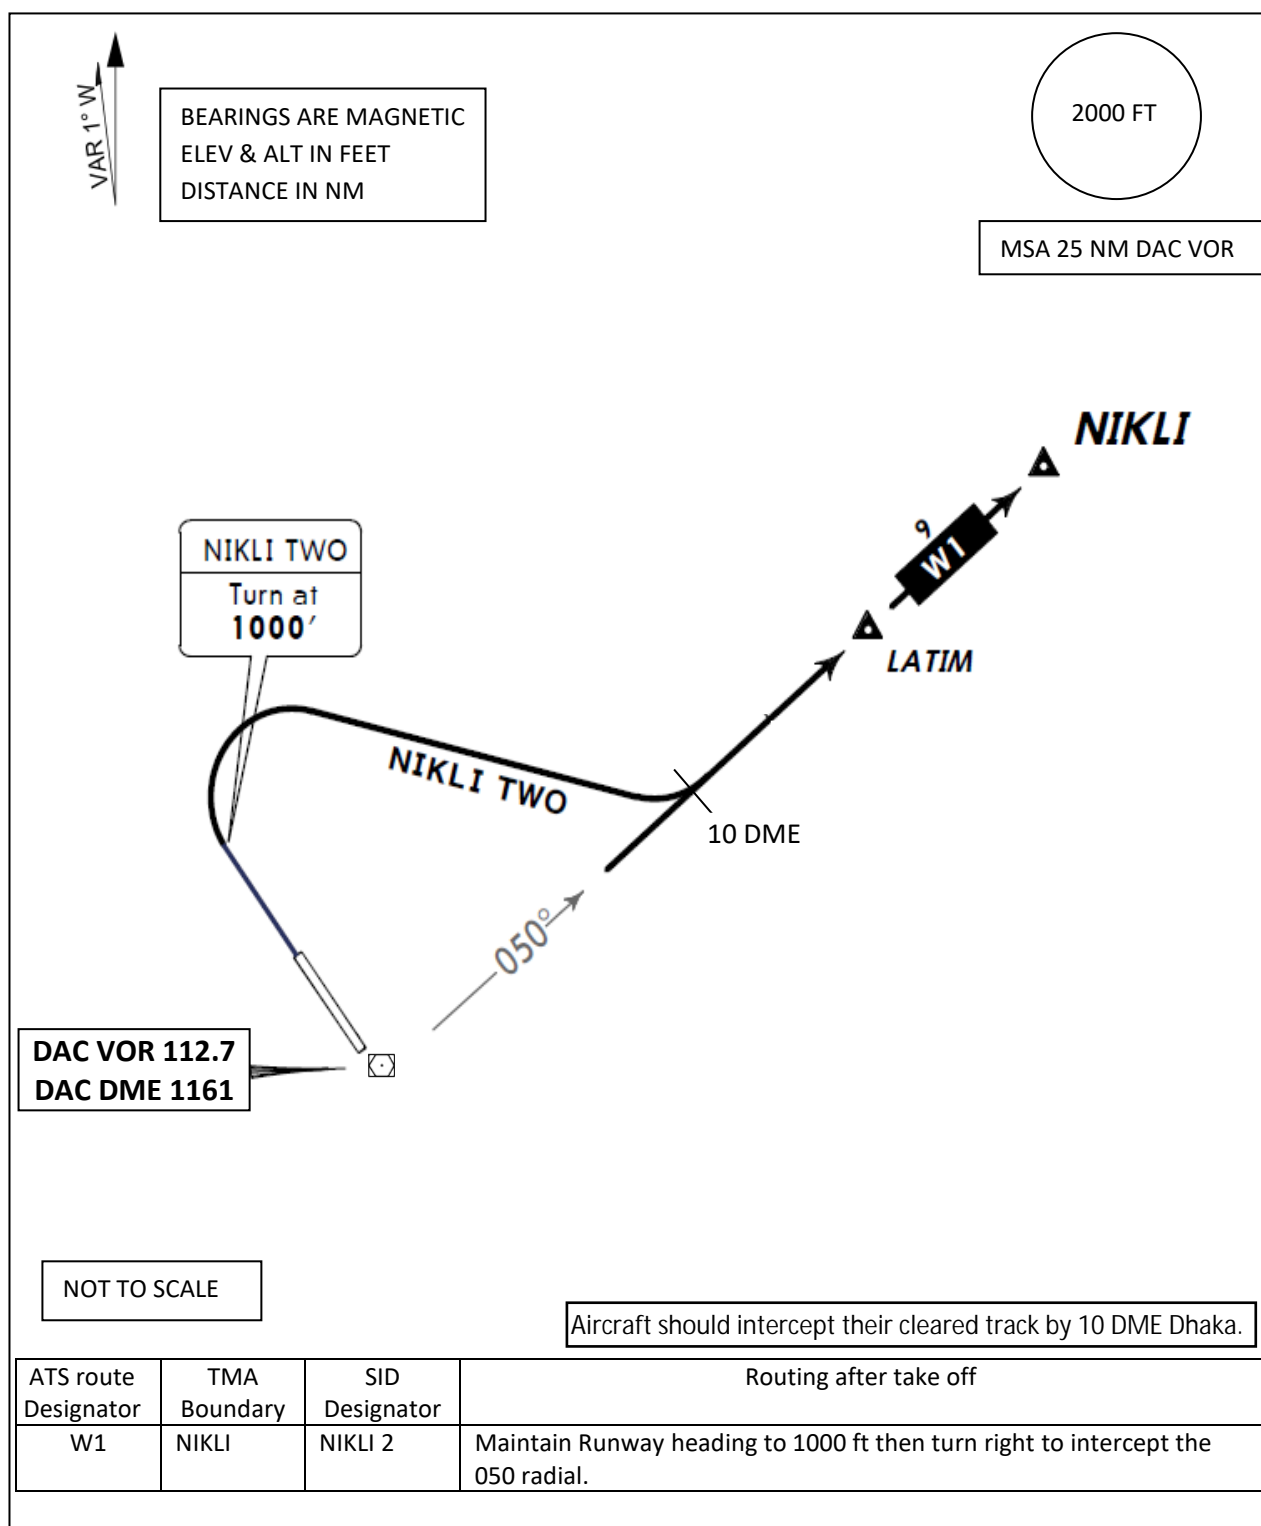 VAR 1° W
BEARINGS ARE MAGNETIC
ELEV & ALT IN FEET
DISTANCE IN NM
2000 FT
MSA 25 NM DAC VOR
NIKLI
9
W1
LATIM
NIKLI TWO
Turn at
1000′
NIKLI TWO
10 DME
050°
DAC VOR 112.7
DAC DME 1161
NOT TO SCALE
Aircraft should intercept their cleared track by 10 DME Dhaka.
ATS route Designator TMA Boundary SID Designator Routing after take off
W1 NIKLI NIKLI 2 Maintain Runway heading to 1000 ft then turn right to intercept the
050 radial.